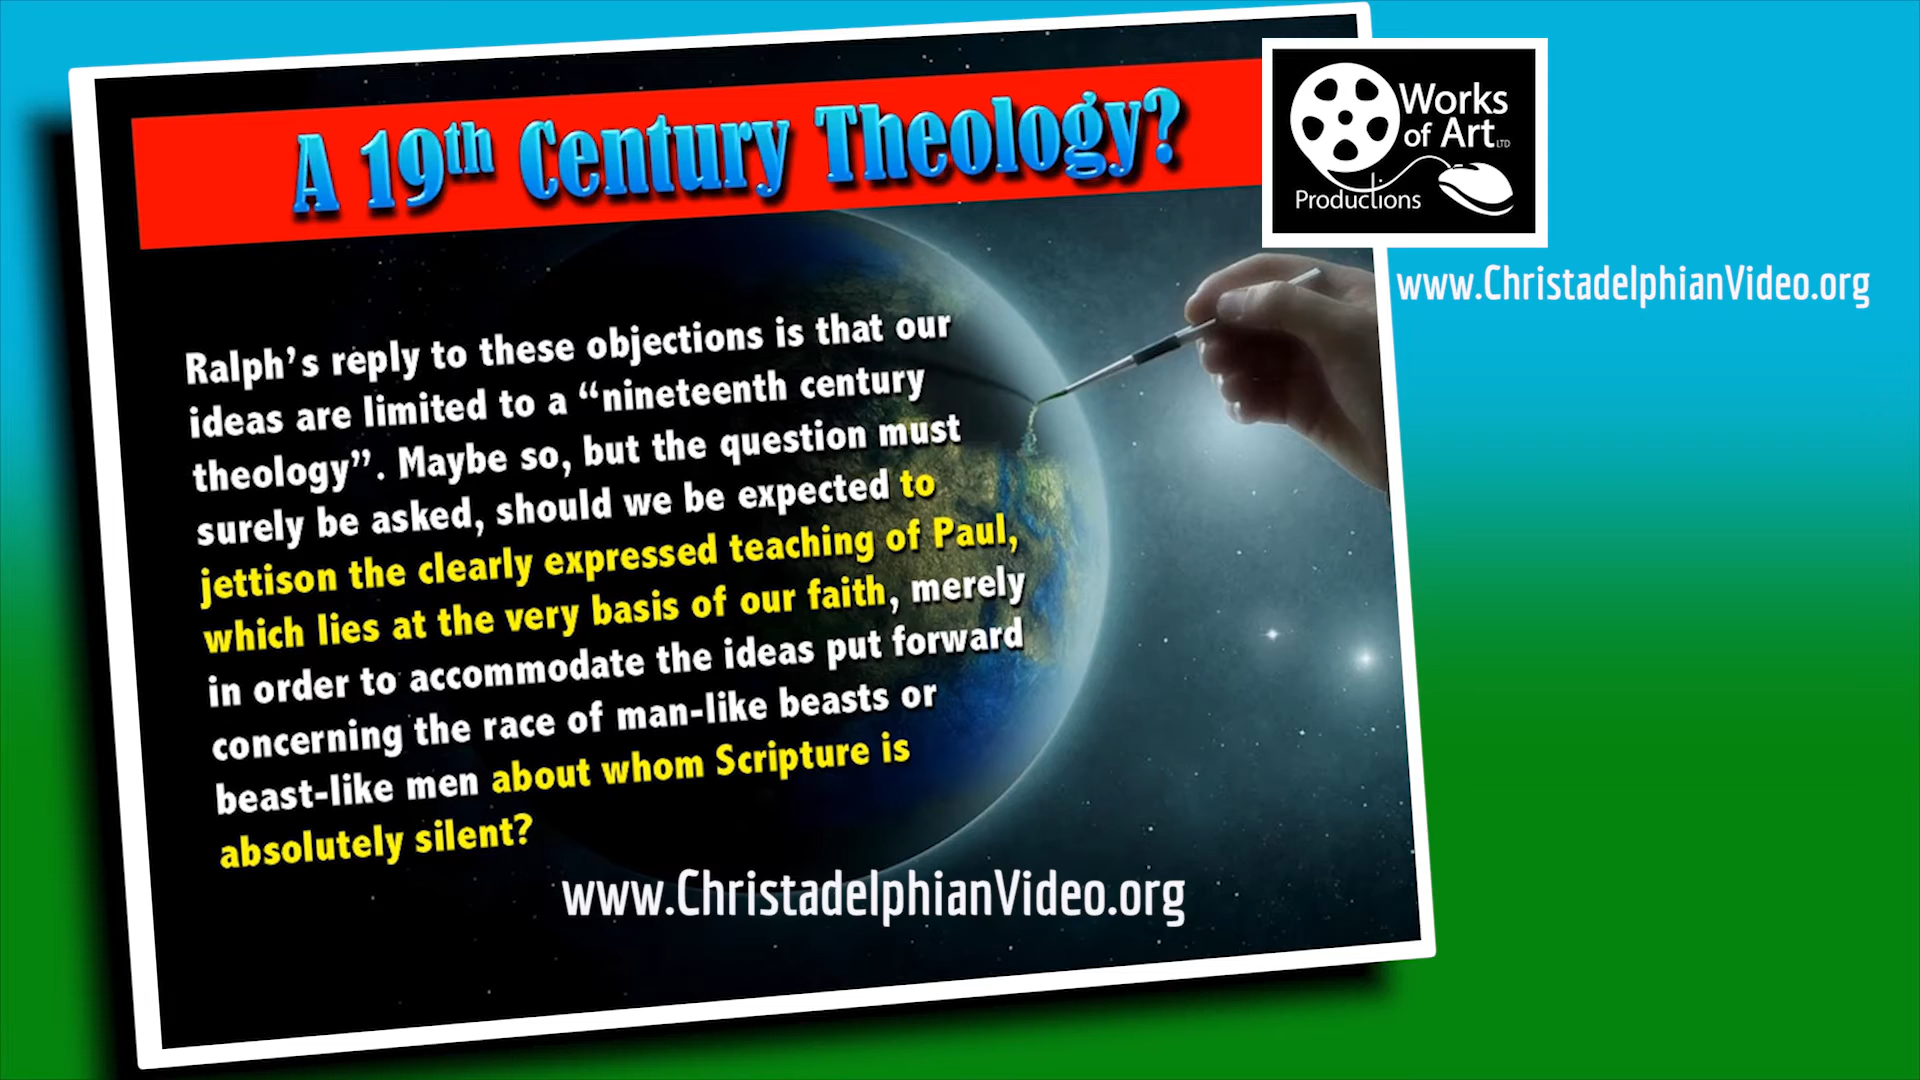 A 19th Century Theology?
Ralph's reply to these objections is that our
ideas are limited to a “nineteenth century
theology”. Maybe so, but the question must
surely be asked, should we be expected to
jettison the clearly expressed teaching of Paul,
which lies at the very basis of our faith, merely
in order to accommodate the ideas put forward
concerning the race of man-like beasts or
beast-like men about whom Scripture is
absolutely silent?
www.ChristadelphianVideo.org
Works
of Art LTD
Productions
www.ChristadelphianVideo.org